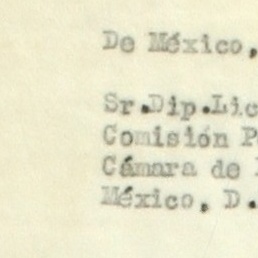 De México,
Sr.Dip.Lic
Comisión P
Cámara de
México, D.